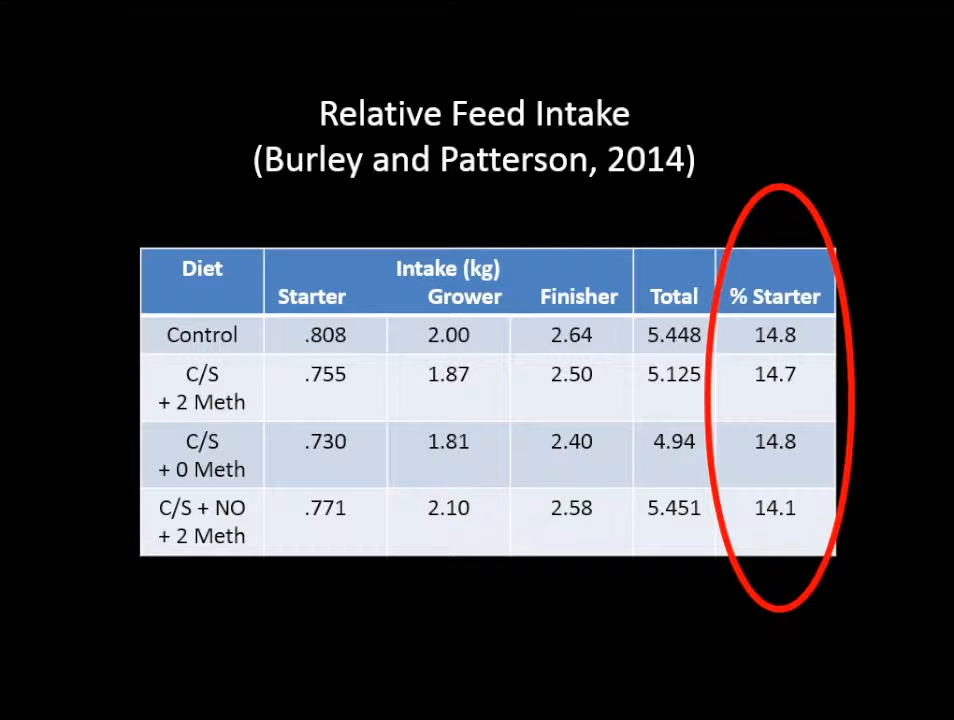 Relative Feed Intake
(Burley and Patterson, 2014)
Diet Intake (kg)
Starter Grower Finisher Total % Starter
Control .808 2.00 2.64 5.448 14.8
C/S .755 1.87 2.50 5.125 14.7
+ 2 Meth
C/S .730 1.81 2.40 4.94 14.8
+ 0 Meth
C/S + NO .771 2.10 2.58 5.451 14.1
+ 2 Meth